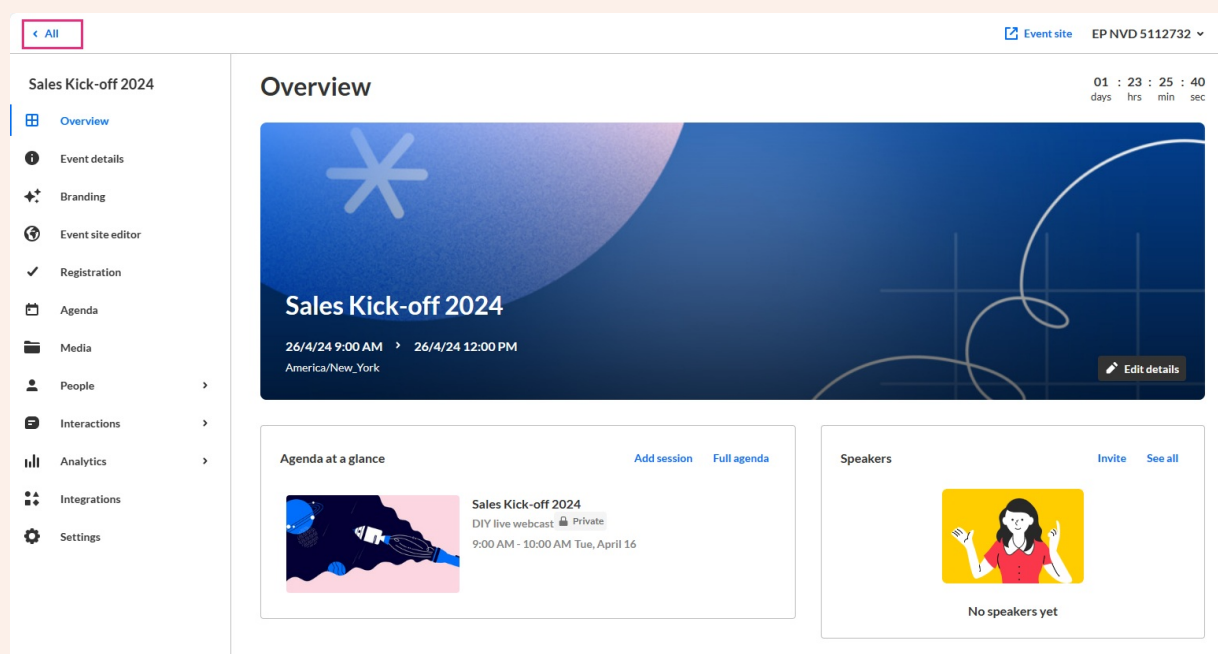 All
Event site
EP NVD 5112732
Sales Kick-off 2024
Overview
Event details
Branding
Event site editor
Registration
Agenda
Media
People
Interactions
Analytics
Integrations
Settings
Overview
01 : 23 : 25 : 40
days hrs min sec
Sales Kick-off 2024
26/4/24 9:00 AM > 26/4/24 12:00 PM
America/New_York
Edit details
Agenda at a glance
Add session
Full agenda
Sales Kick-off 2024
DIY live webcast Private
9:00 AM - 10:00 AM Tue, April 16
Speakers
Invite
See all
No speakers yet